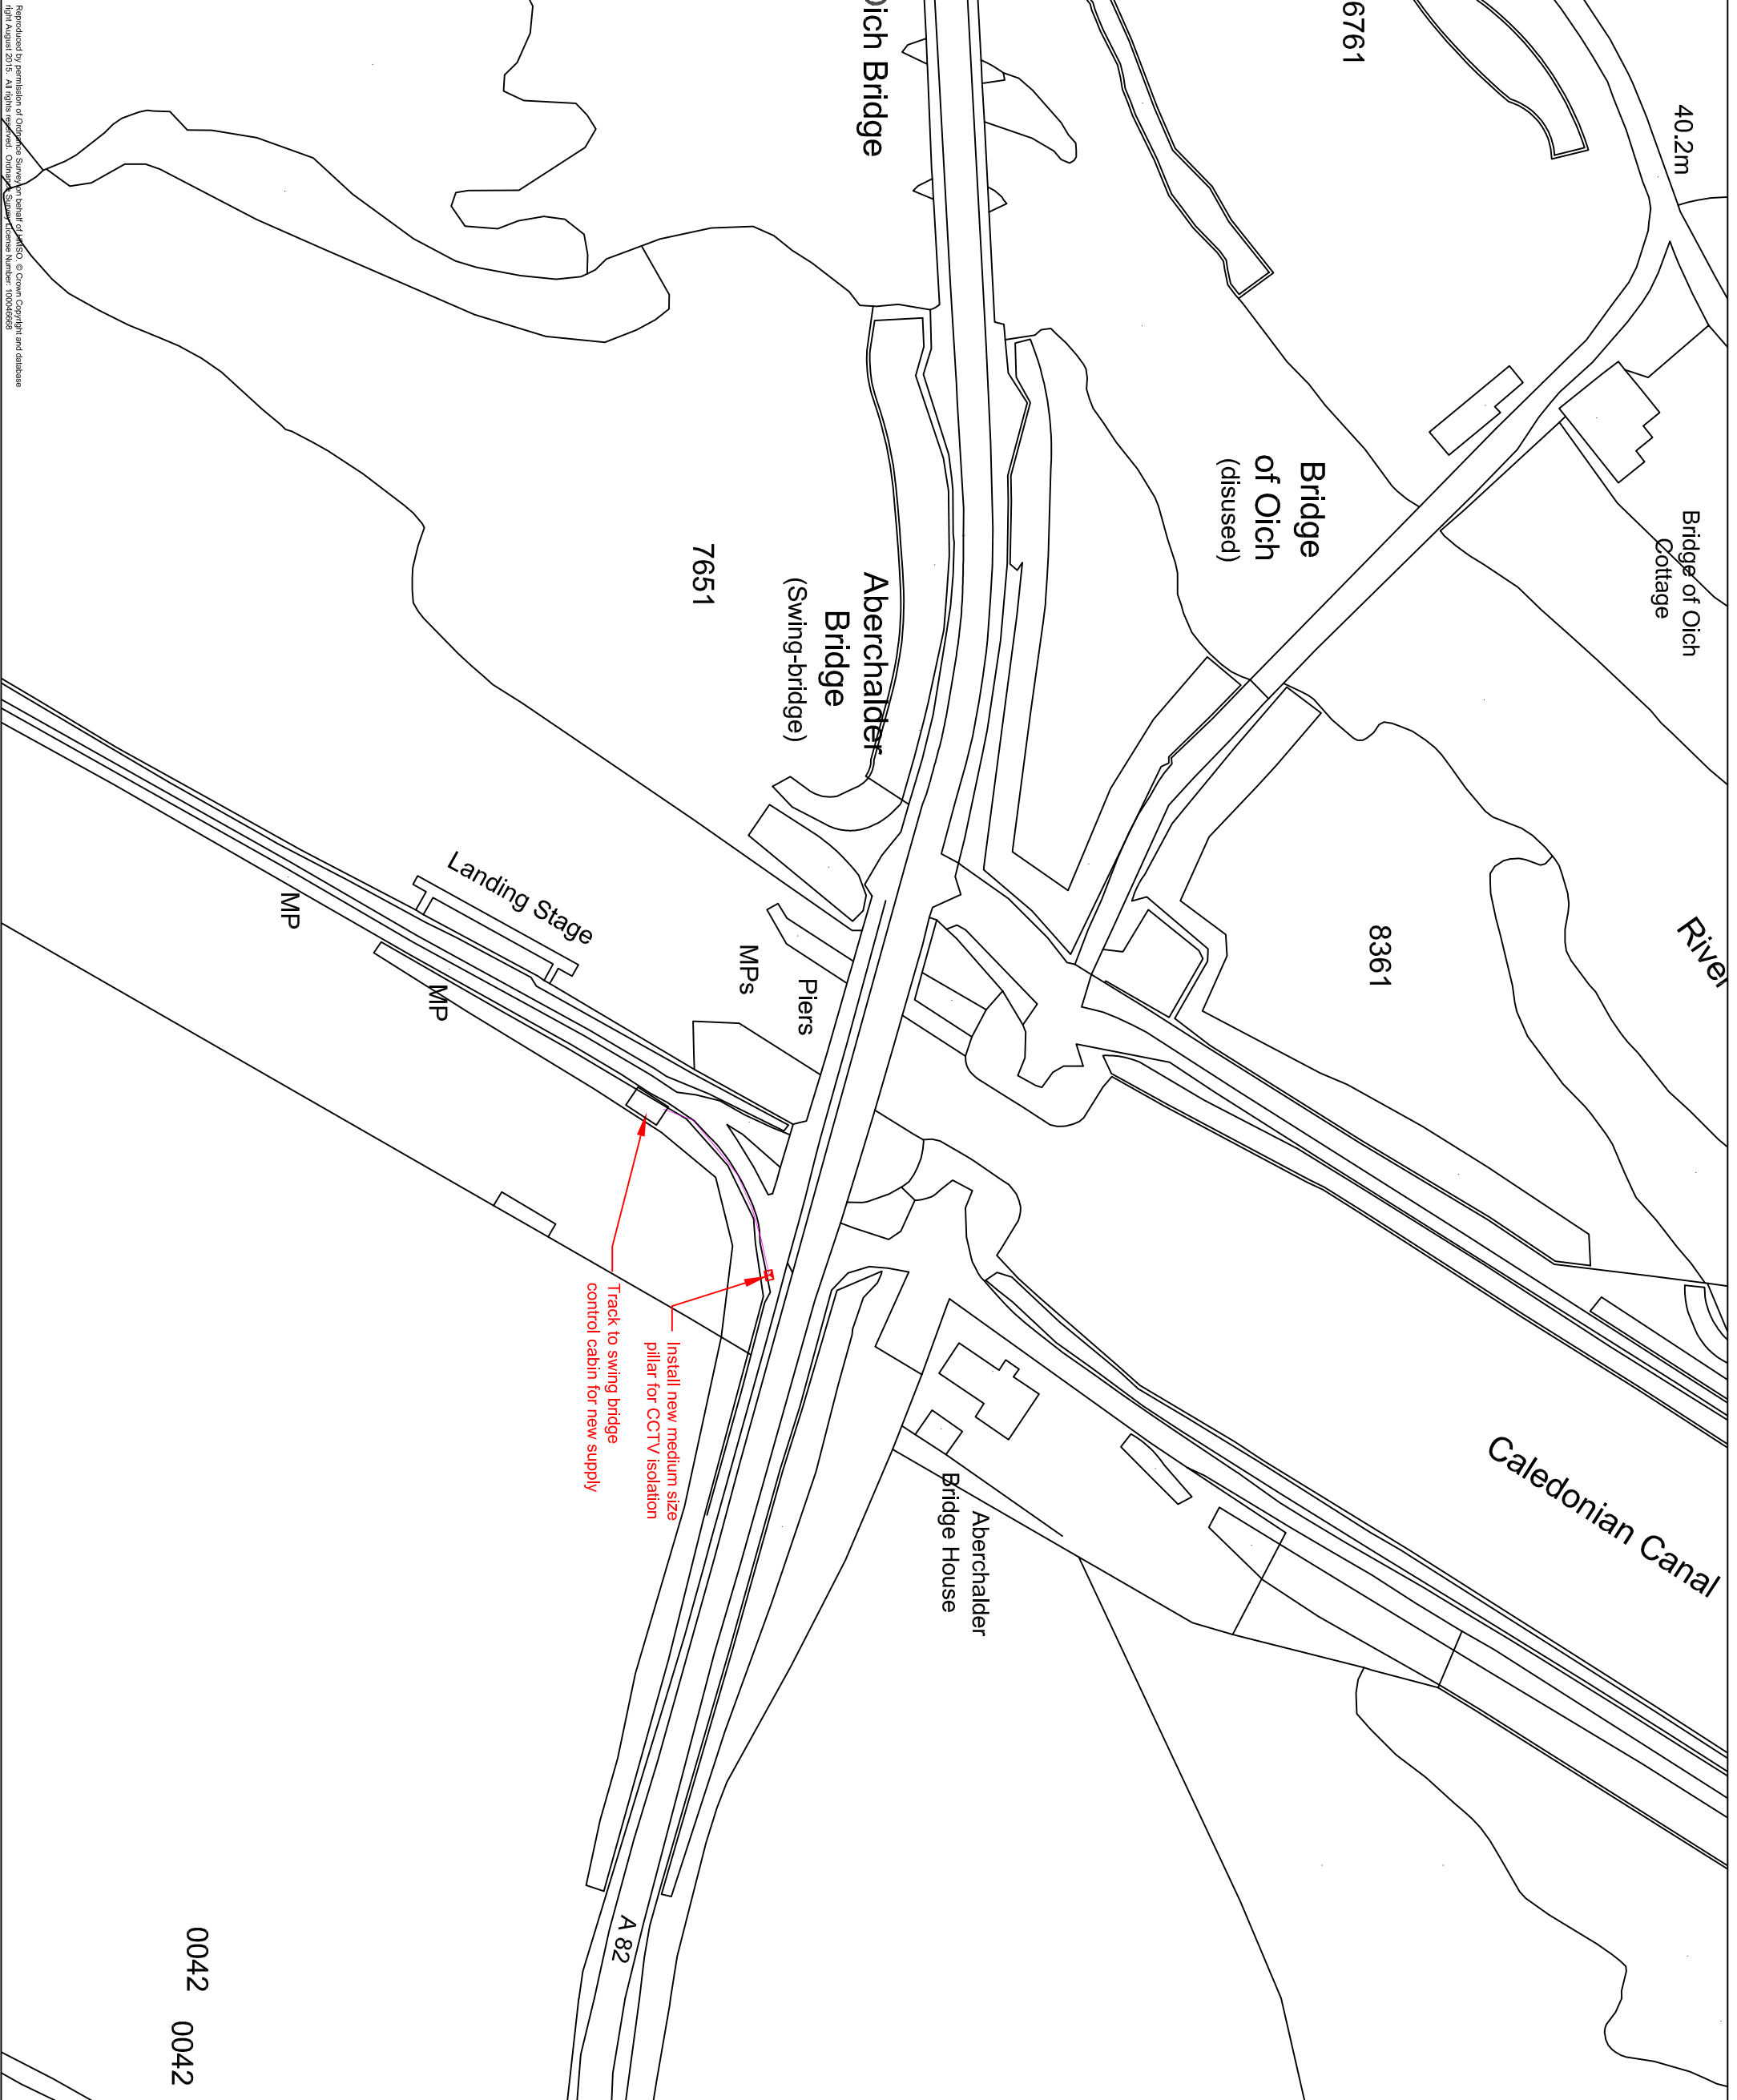 40.2m
6761
Oich Bridge
Bridge of Oich
Cottage
Bridge
of Oich
(disused)
Aberchalder
Bridge
(Swing-bridge)
7651
River
8361
Landing Stage
MP
MP
MPs
Piers
Caledonian Canal
Install new medium size
pillar for CCTV isolation
Track to swing bridge
control cabin for new supply
Aberchalder
Bridge House
A 82
0042
0042
Reproduced by permission of Ordnance Survey on behalf of HMSO. © Crown Copyright and database
right August 2015. All rights reserved. Ordnance Survey License Number: 100046668